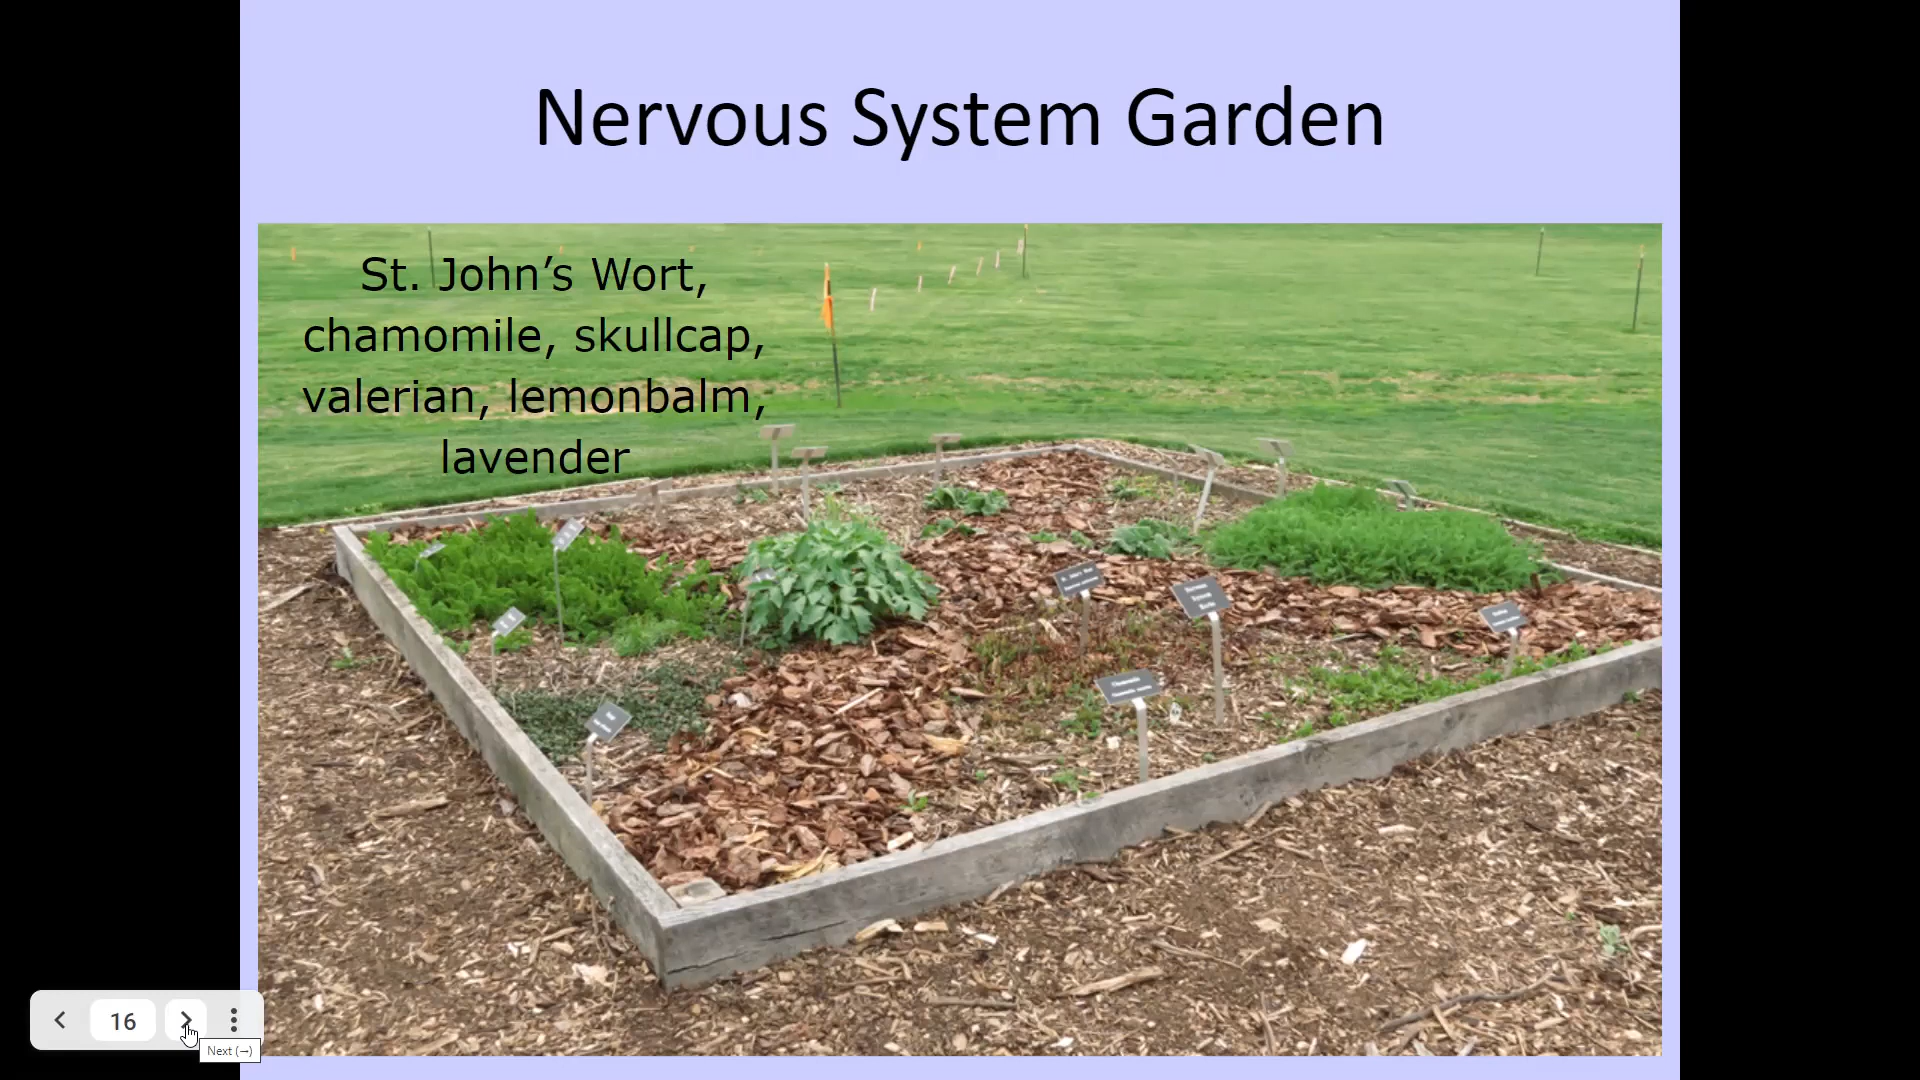 Nervous System Garden
St. John’s Wort,
chamomile, skullcap,
valerian, lemonbalm,
lavender
16
Next (→)